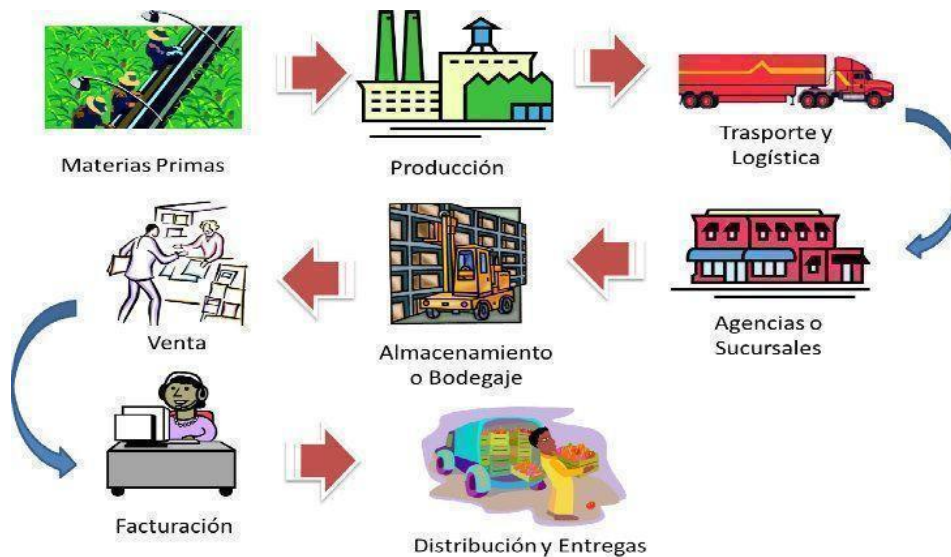 Materias Primas
Producción
Trasporte y
Logística
Agencias o
Sucursales
Almacenamiento
o Bodegaje
Venta
Facturación
Distribución y Entregas